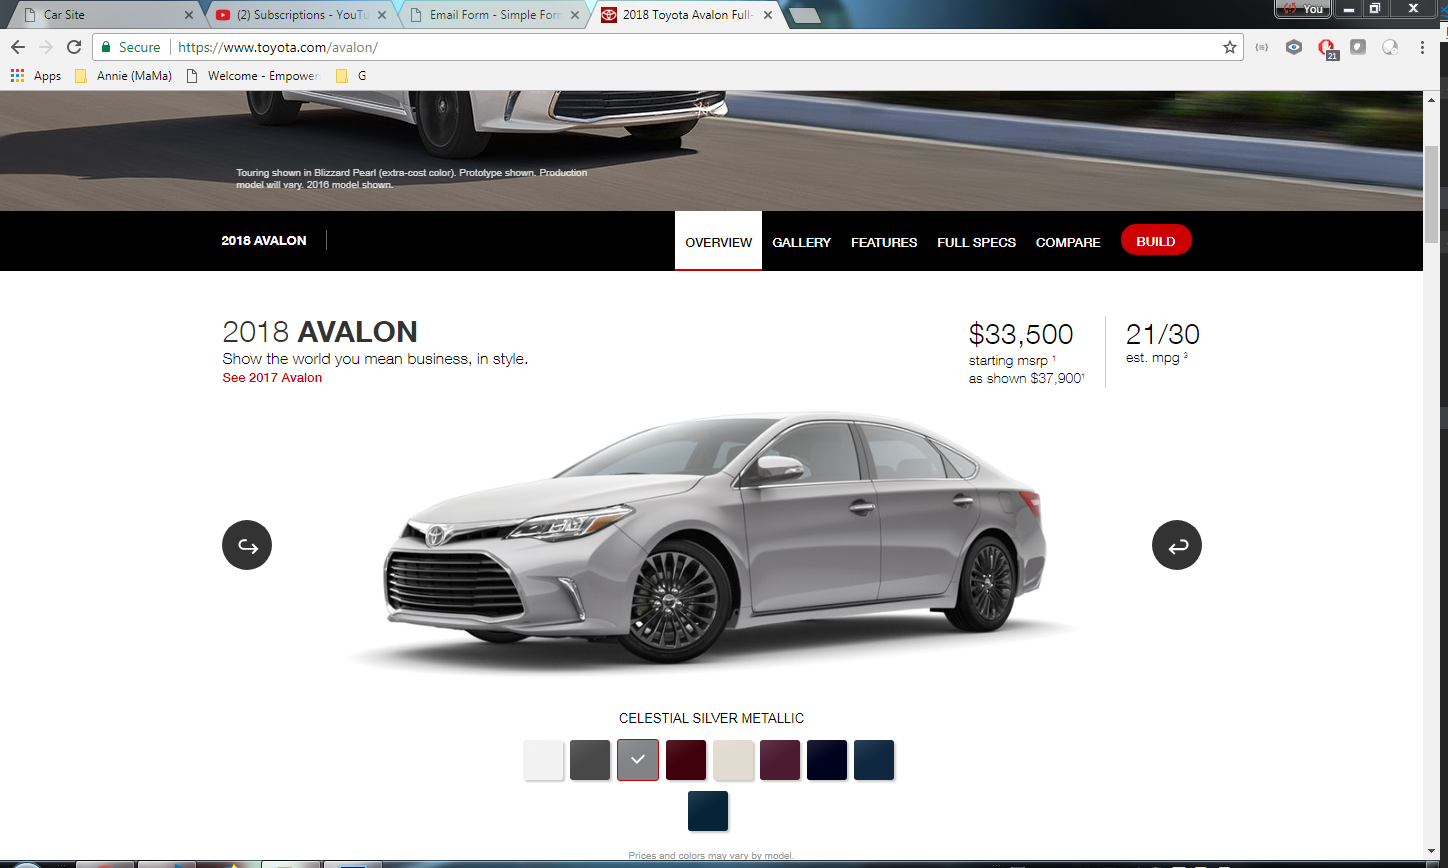 Car Site
(2) Subscriptions - YouTu
Email Form - Simple Form
2018 Toyota Avalon Full-
You
Secure
https://www.toyota.com/avalon/
21
Apps
Annie (MaMa)
Welcome - Empower
G
Touring shown in Blizzard Pearl (extra-cost color). Prototype shown. Production
model will vary. 2016 model shown.
2018 AVALON
OVERVIEW
GALLERY
FEATURES
FULL SPECS
COMPARE
BUILD
2018 AVALON
Show the world you mean business, in style.
See 2017 Avalon
$33,500
starting msrp 1
as shown $37,900¹
21/30
est. mpg 3
CELESTIAL SILVER METALLIC
Prices and colors may vary by model.